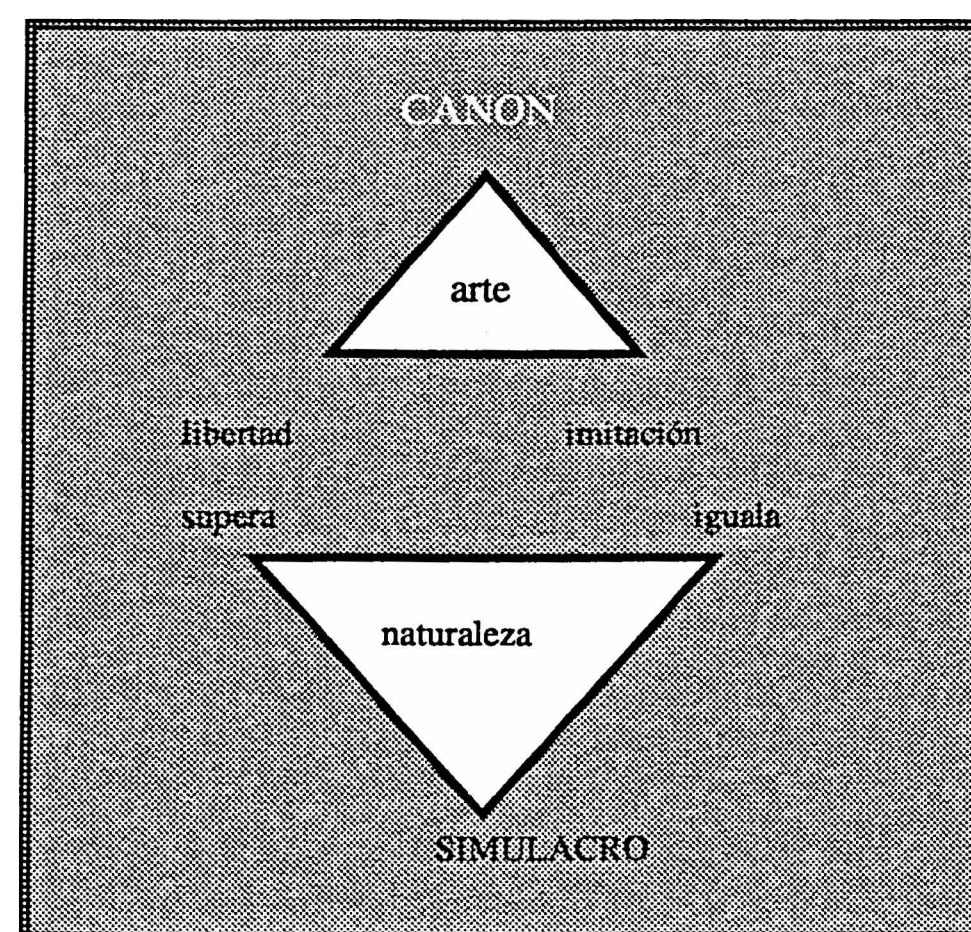 CANON
arte
libertad imitación
supera iguala
naturaleza
SIMULACRO